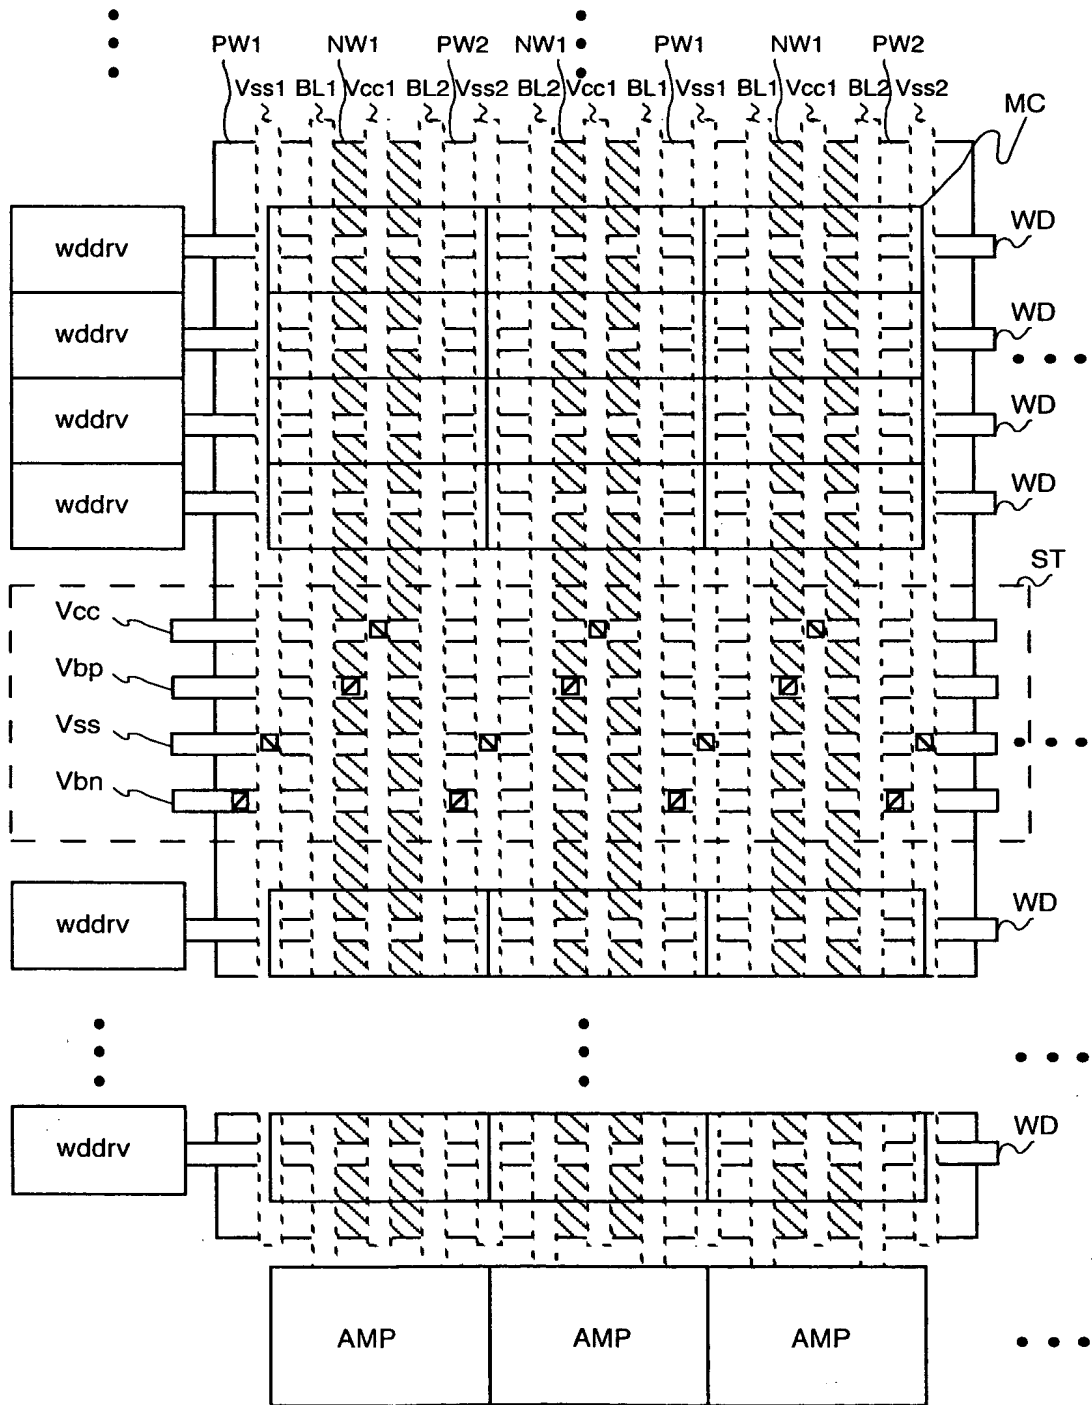 PW1 NW1 PW2 NW1 PW1 NW1 PW2
Vss1 BL1 Vcc1 BL2 Vss2 BL2 Vcc1 BL1 Vss1 BL1 Vcc1 BL2 Vss2
MC
wddrv WD
wddrv WD
wddrv WD
wddrv WD
ST
Vcc
Vbp
Vss
Vbn
wddrv WD
wddrv WD
AMP AMP AMP